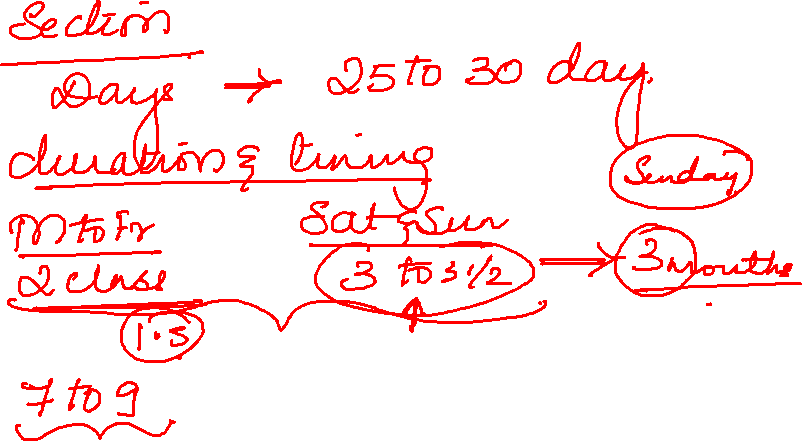 Section
Days → 25 to 30 day.
duration & timing
Sunday
M to Fr Sat & Sun
2 class 3 to 3 1/2 → 3 months
1.5
7 to 9